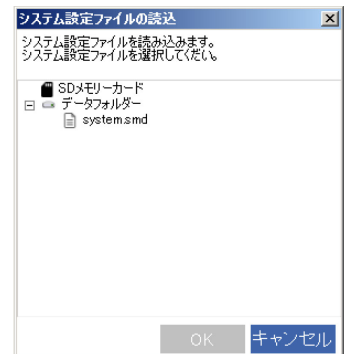 システム設定ファイルの読込
システム設定ファイルを読み込みます。
システム設定ファイルを選択してください。
SDメモリーカード
データフォルダー
system.smd
OK キャンセル